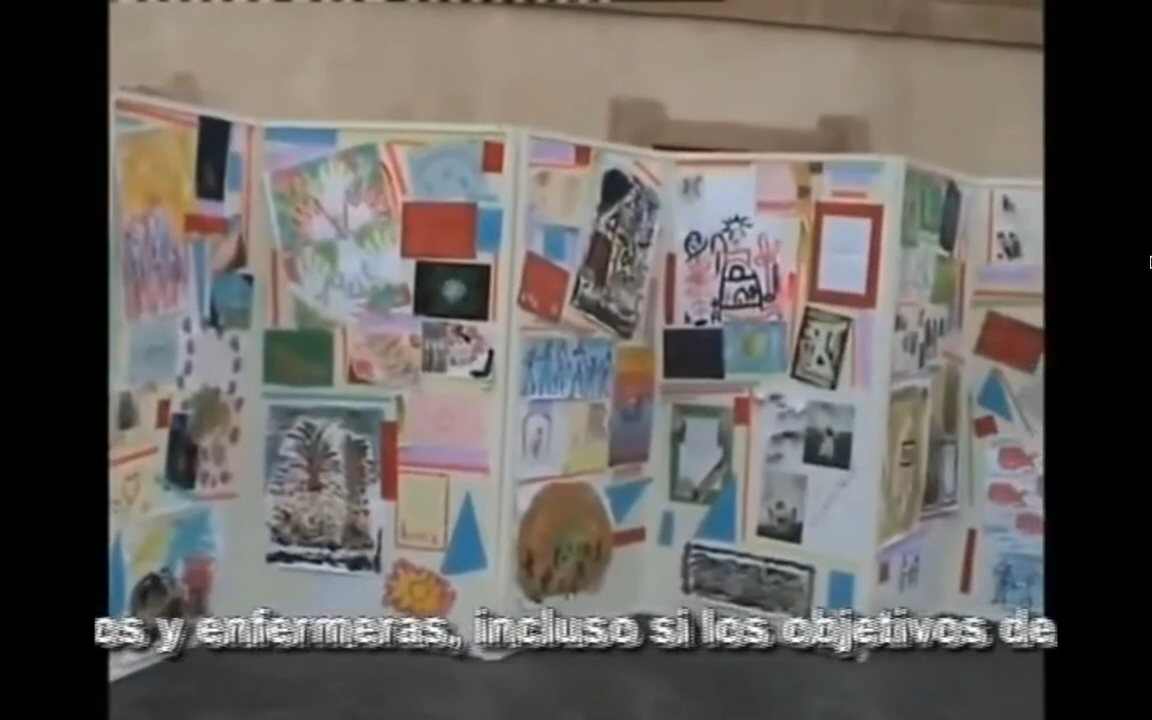 os y enfermeras, incluso si los objetivos de